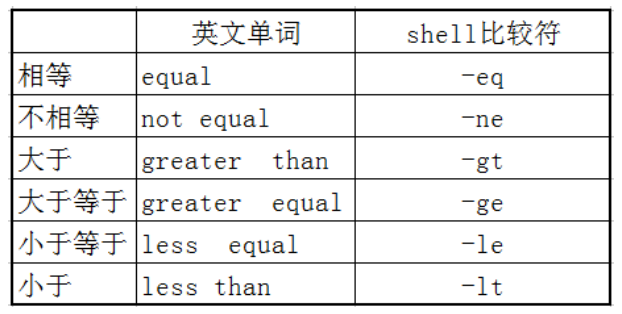 英文单词 shell比较符
相等 equal -eq
不相等 not equal -ne
大于 greater than -gt
大于等于 greater equal -ge
小于等于 less equal -le
小于 less than -lt